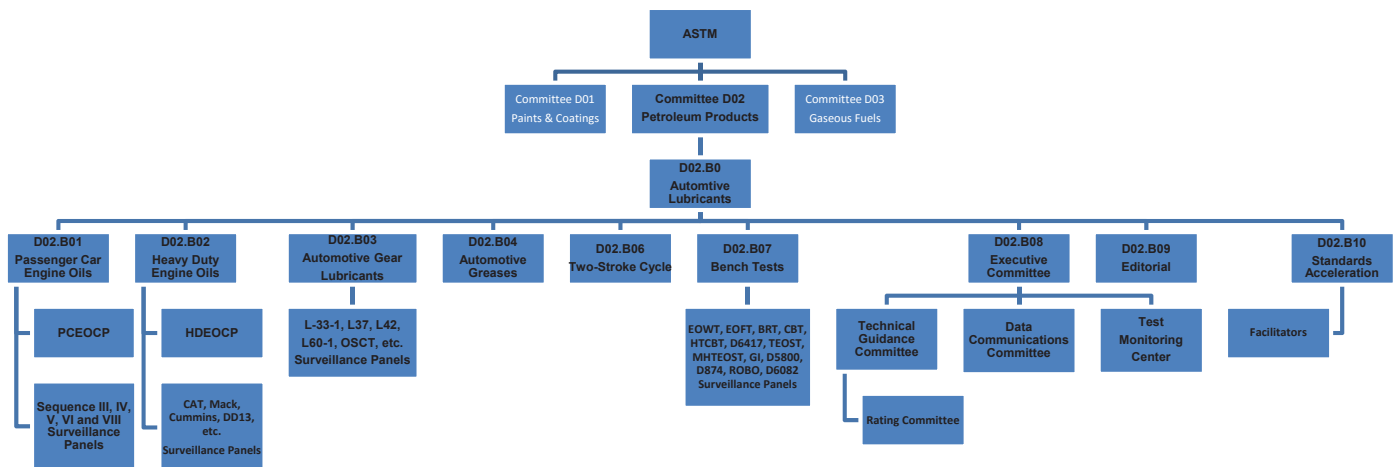 ASTM
Committee D01
Paints & Coatings
Committee D02
Petroleum Products
Committee D03
Gaseous Fuels
D02.B0
Automtive
Lubricants
D02.B01
Passenger Car
Engine Oils
D02.B02
Heavy Duty
Engine Oils
D02.B03
Automotive Gear
Lubricants
D02.B04
Automotive
Greases
D02.B06
Two-Stroke Cycle
D02.B07
Bench Tests
D02.B08
Executive
Committee
D02.B09
Editorial
D02.B10
Standards
Acceleration
PCEOCP
HDEOCP
L-33-1, L37, L42,
L60-1, OSCT, etc.
Surveillance Panels
EOWT, EOFT, BRT, CBT,
HTCBT, D6417, TEOST,
MHTEOST, GI, D5800,
D874, ROBO, D6082
Surveillance Panels
Technical
Guidance
Committee
Data
Communications
Committee
Test
Monitoring
Center
Facilitators
Sequence III, IV,
V, VI and VIII
Surveillance
Panels
CAT, Mack,
Cummins, DD13,
etc.
Surveillance Panels
Rating Committee